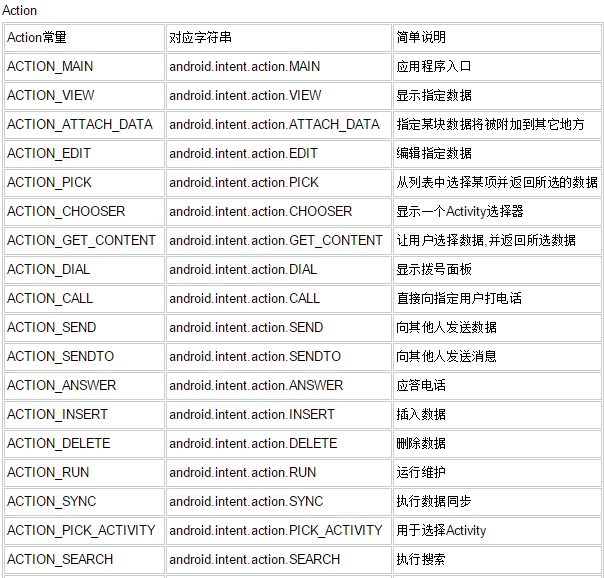 Action
Action常量 对应字符串 简单说明
ACTION_MAIN android.intent.action.MAIN 应用程序入口
ACTION_VIEW android.intent.action.VIEW 显示指定数据
ACTION_ATTACH_DATA android.intent.action.ATTACH_DATA 指定某块数据将被附加到其它地方
ACTION_EDIT android.intent.action.EDIT 编辑指定数据
ACTION_PICK android.intent.action.PICK 从列表中选择某项并返回所选的数据
ACTION_CHOOSER android.intent.action.CHOOSER 显示一个Activity选择器
ACTION_GET_CONTENT android.intent.action.GET_CONTENT 让用户选择数据,并返回所选数据
ACTION_DIAL android.intent.action.DIAL 显示拨号面板
ACTION_CALL android.intent.action.CALL 直接向指定用户打电话
ACTION_SEND android.intent.action.SEND 向其他人发送数据
ACTION_SENDTO android.intent.action.SENDTO 向其他人发送消息
ACTION_ANSWER android.intent.action.ANSWER 应答电话
ACTION_INSERT android.intent.action.INSERT 插入数据
ACTION_DELETE android.intent.action.DELETE 删除数据
ACTION_RUN android.intent.action.RUN 运行维护
ACTION_SYNC android.intent.action.SYNC 执行数据同步
ACTION_PICK_ACTIVITY android.intent.action.PICK_ACTIVITY 用于选择Activity
ACTION_SEARCH android.intent.action.SEARCH 执行搜索